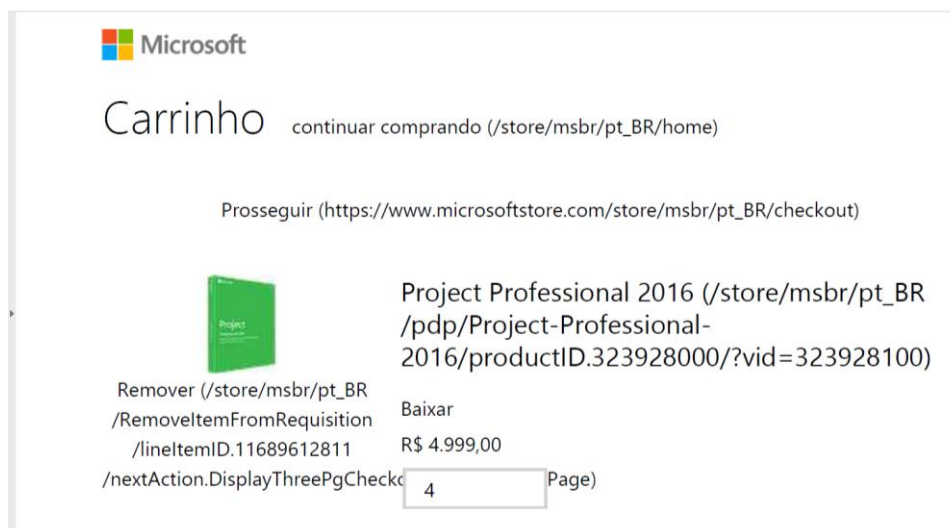 Microsoft
Carrinho continuar comprando (/store/msbr/pt_BR/home)
Prosseguir (https://www.microsoftstore.com/store/msbr/pt_BR/checkout)
Project
Remover (/store/msbr/pt_BR
/RemoveItemFromRequisition
/lineItemID.11689612811
/nextAction.DisplayThreePgChecko
Page)
Project Professional 2016 (/store/msbr/pt_BR
/pdp/Project-Professional-
2016/productID.323928000/?vid=323928100)
Baixar
R$ 4.999,00
4